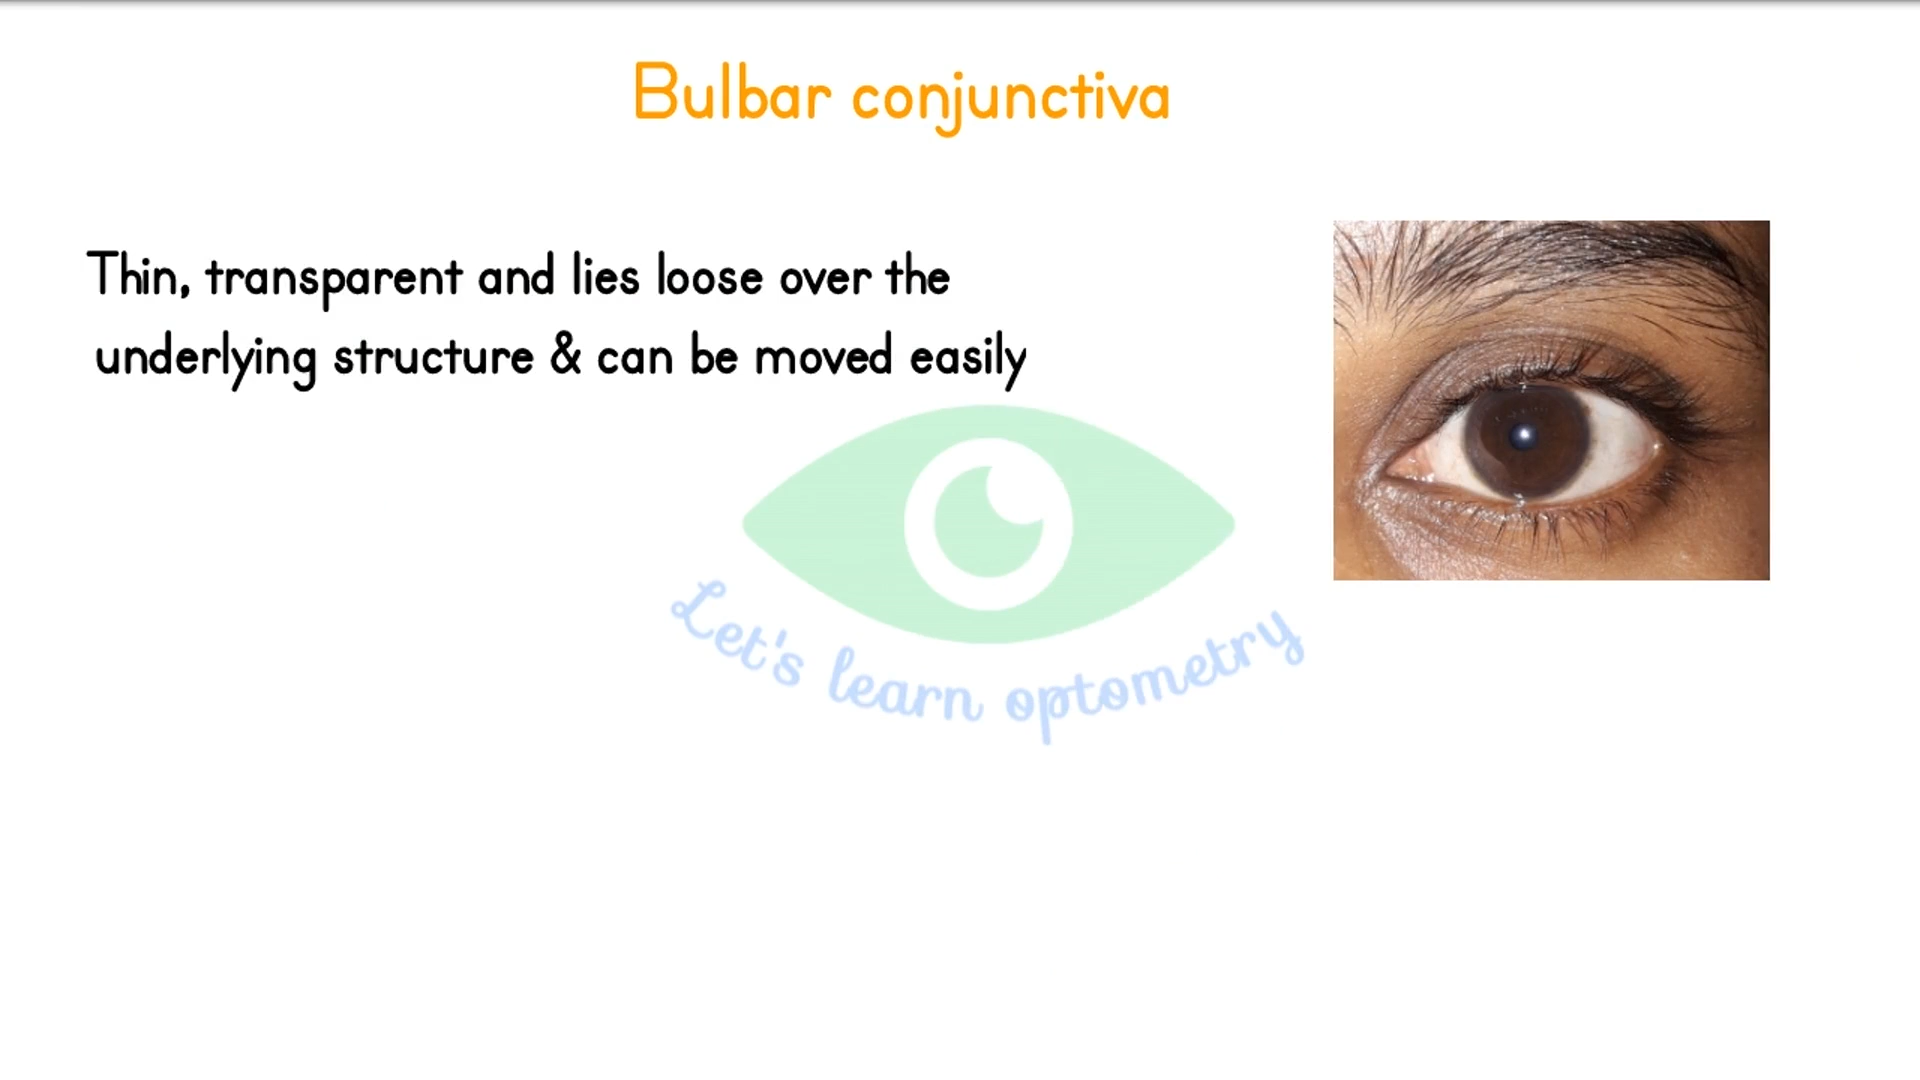 Bulbar conjunctiva
Thin, transparent and lies loose over the
underlying structure & can be moved easily
Let's learn optometry